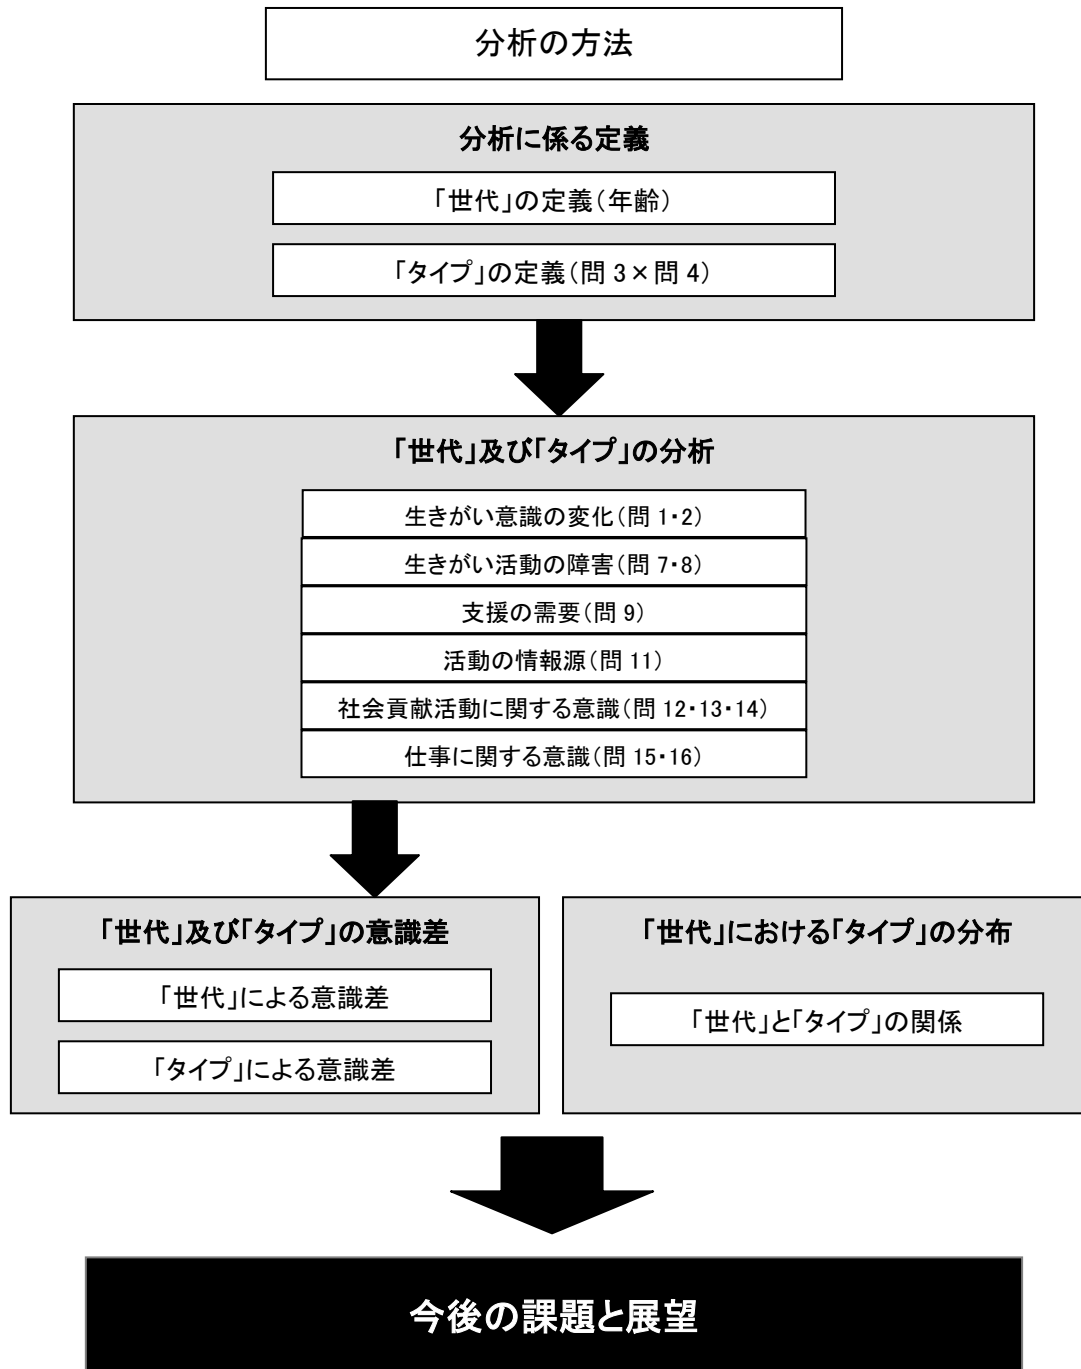 分析の方法
分析に係る定義
「世代」の定義（年齢）
「タイプ」の定義（問 3×問 4）
「世代」及び「タイプ」の分析
生きがい意識の変化（問 1・2）
生きがい活動の障害（問 7・8）
支援の需要（問 9）
活動の情報源（問 11）
社会貢献活動に関する意識（問 12・13・14）
仕事に関する意識（問 15・16）
「世代」及び「タイプ」の意識差
「世代」による意識差
「タイプ」による意識差
「世代」における「タイプ」の分布
「世代」と「タイプ」の関係
今後の課題と展望